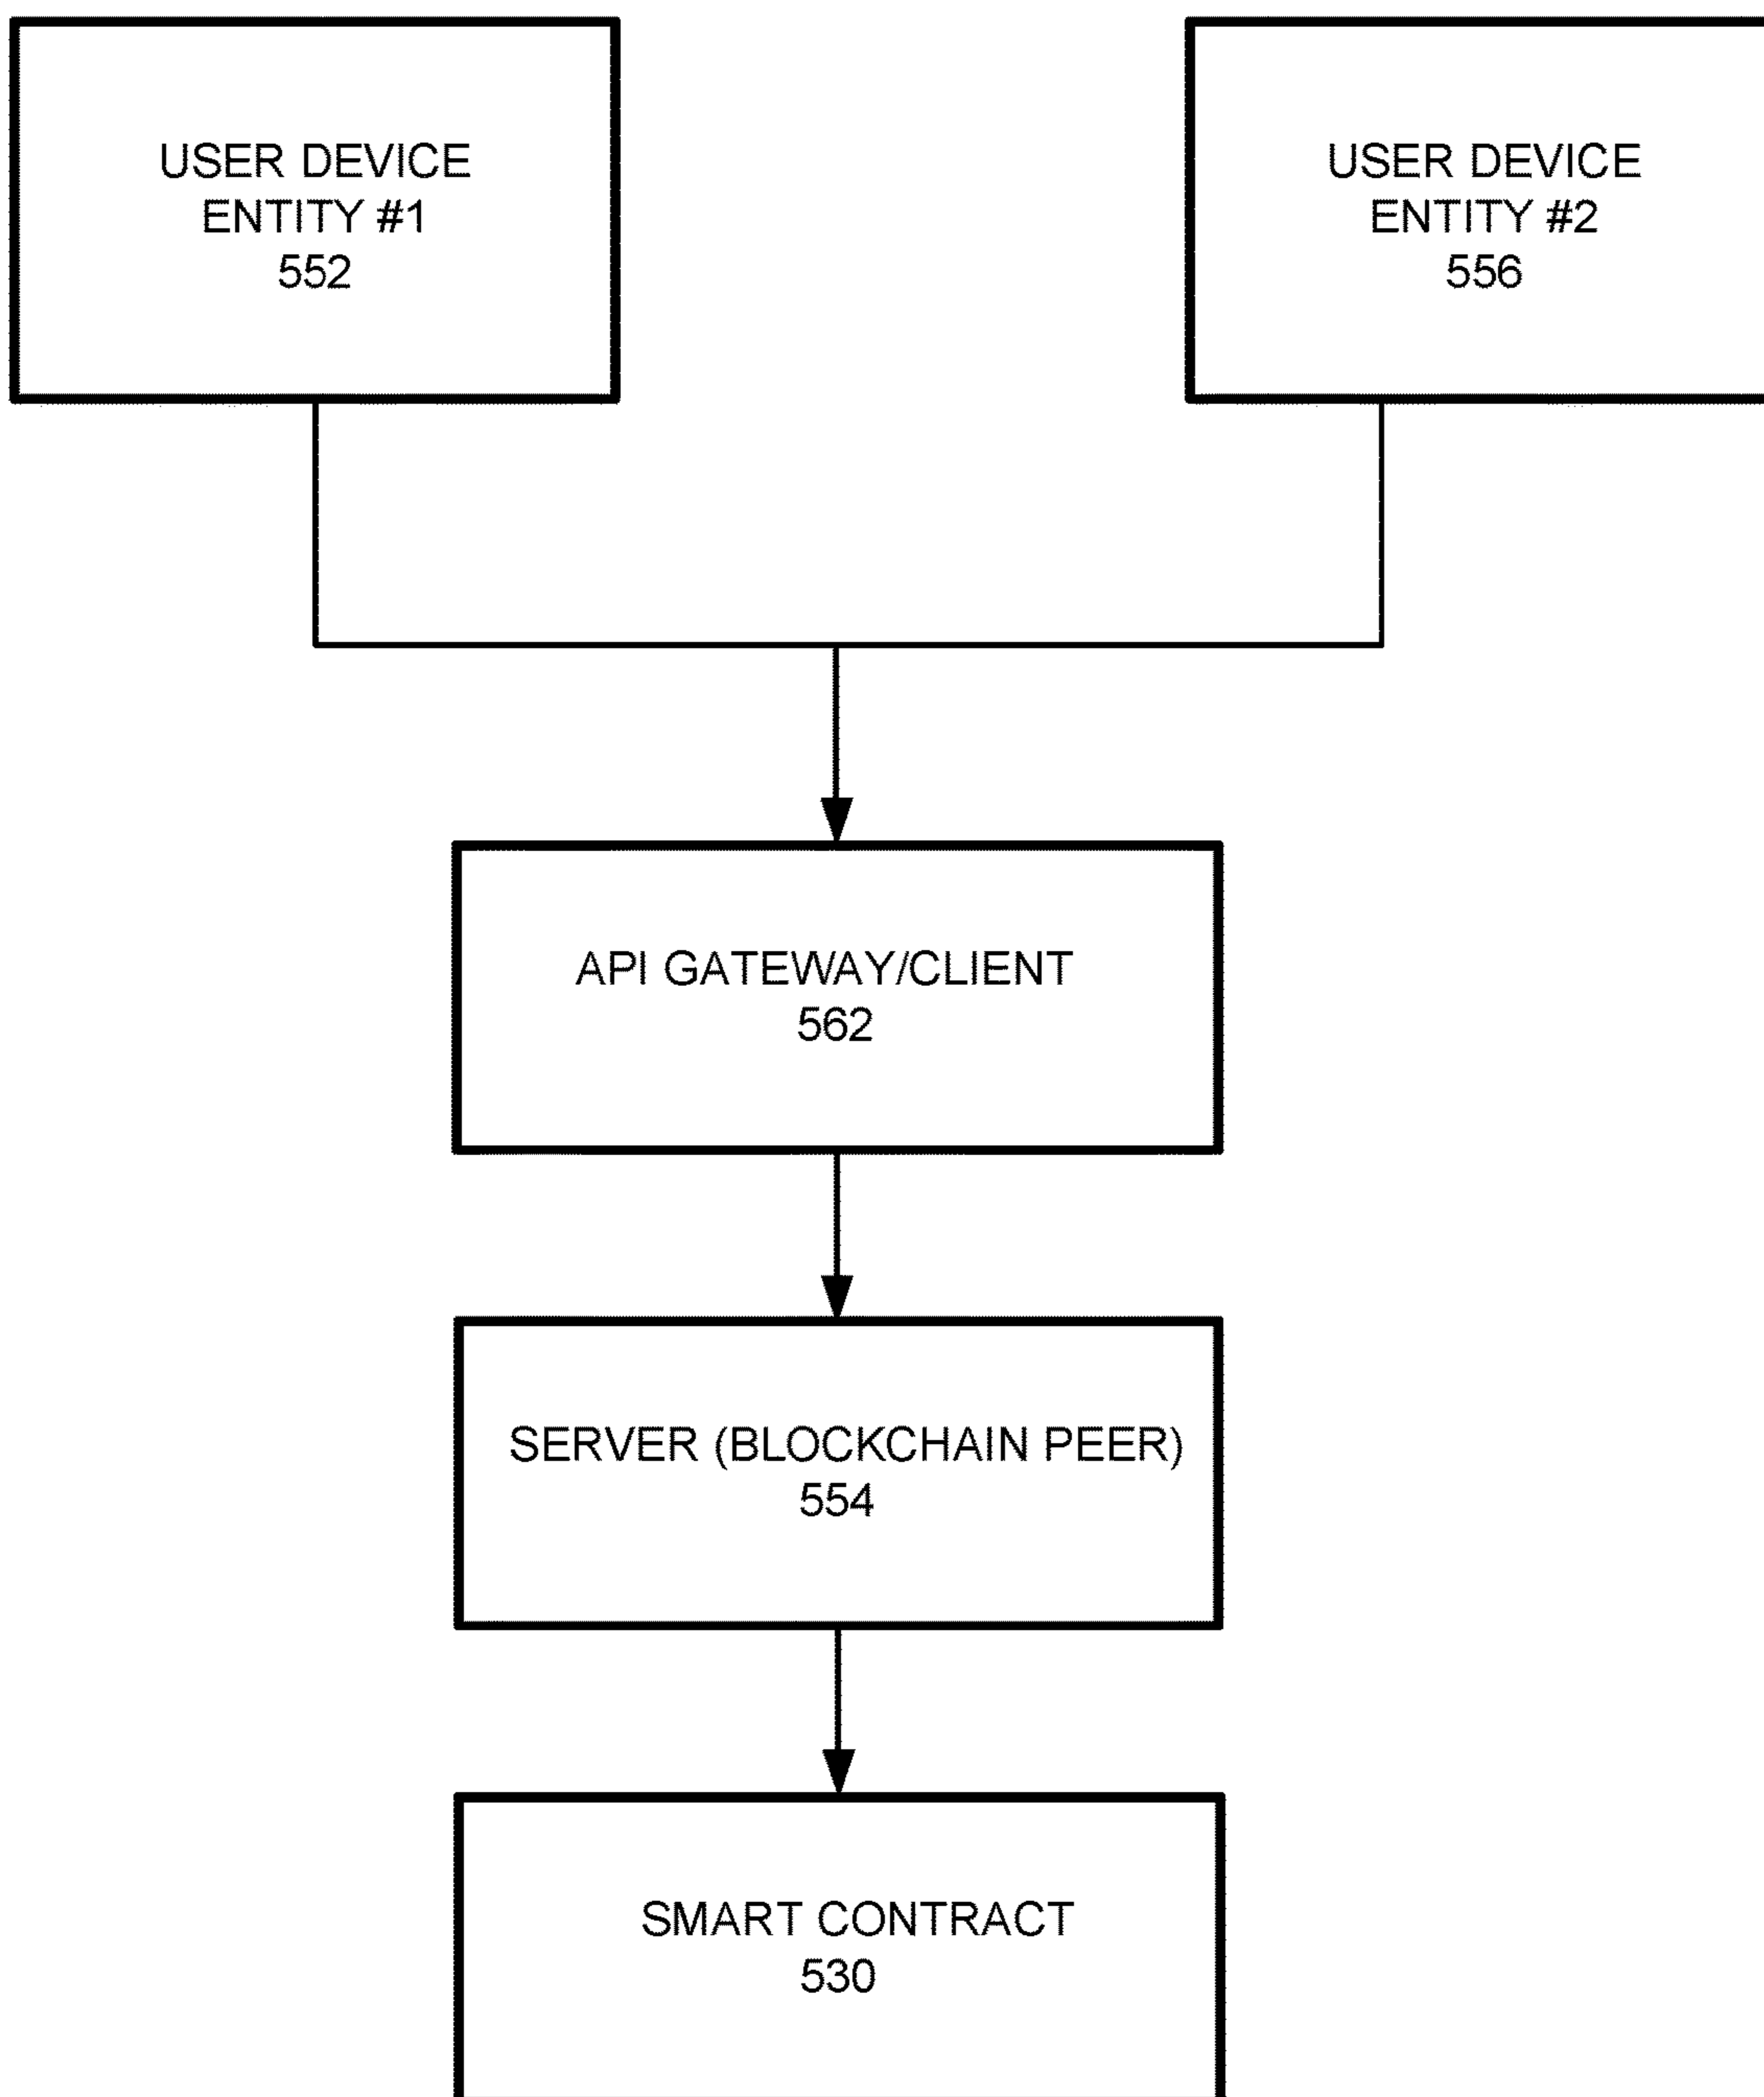 USER DEVICE
ENTITY #1
552
USER DEVICE
ENTITY #2
556
API GATEWAY/CLIENT
562
SERVER (BLOCKCHAIN PEER)
554
SMART CONTRACT
530